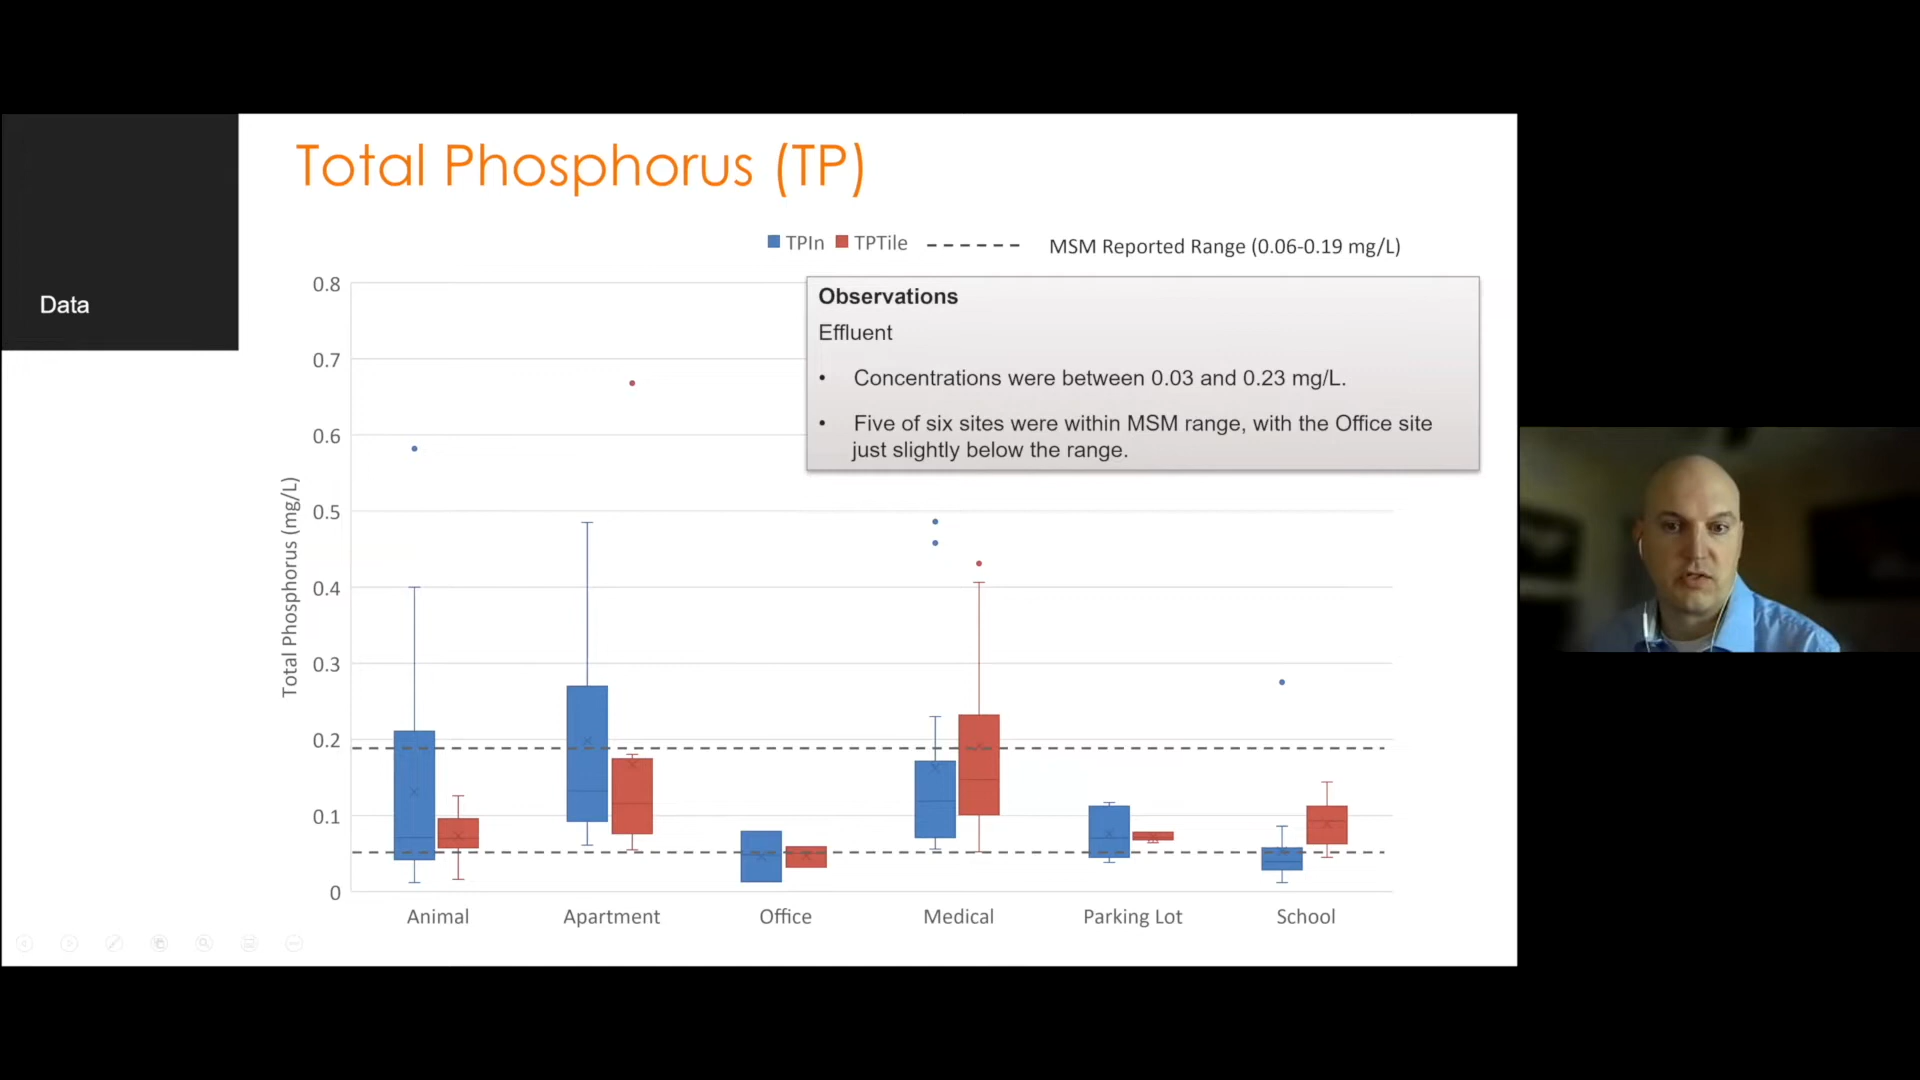 Data
Total Phosphorus (TP)
TPIn TPTile MSM Reported Range (0.06-0.19 mg/L)
Observations
Effluent
• Concentrations were between 0.03 and 0.23 mg/L.
• Five of six sites were within MSM range, with the Office site
just slightly below the range.
Total Phosphorus (mg/L)
0.8
0.7
0.6
0.5
0.4
0.3
0.2
0.1
0
Animal Apartment Office Medical Parking Lot School